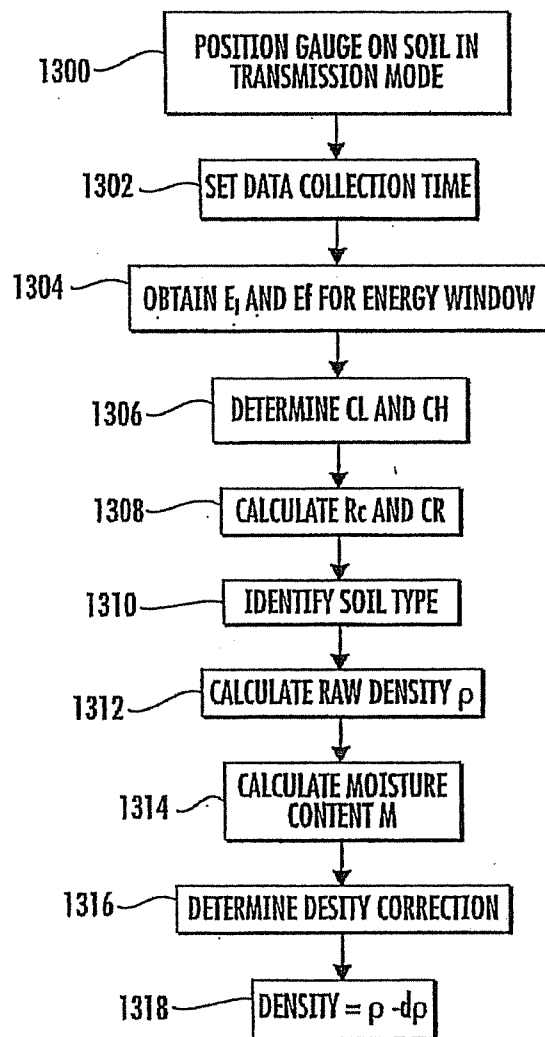 1300 POSITION GAUGE ON SOIL IN
TRANSMISSION MODE
1302 SET DATA COLLECTION TIME
1304 OBTAIN EI AND Ef FOR ENERGY WINDOW
1306 DETERMINE CL AND CH
1308 CALCULATE Rc AND CR
1310 IDENTIFY SOIL TYPE
1312 CALCULATE RAW DENSITY ρ
1314 CALCULATE MOISTURE
CONTENT M
1316 DETERMINE DESITY CORRECTION
1318 DENSITY = ρ -dρ